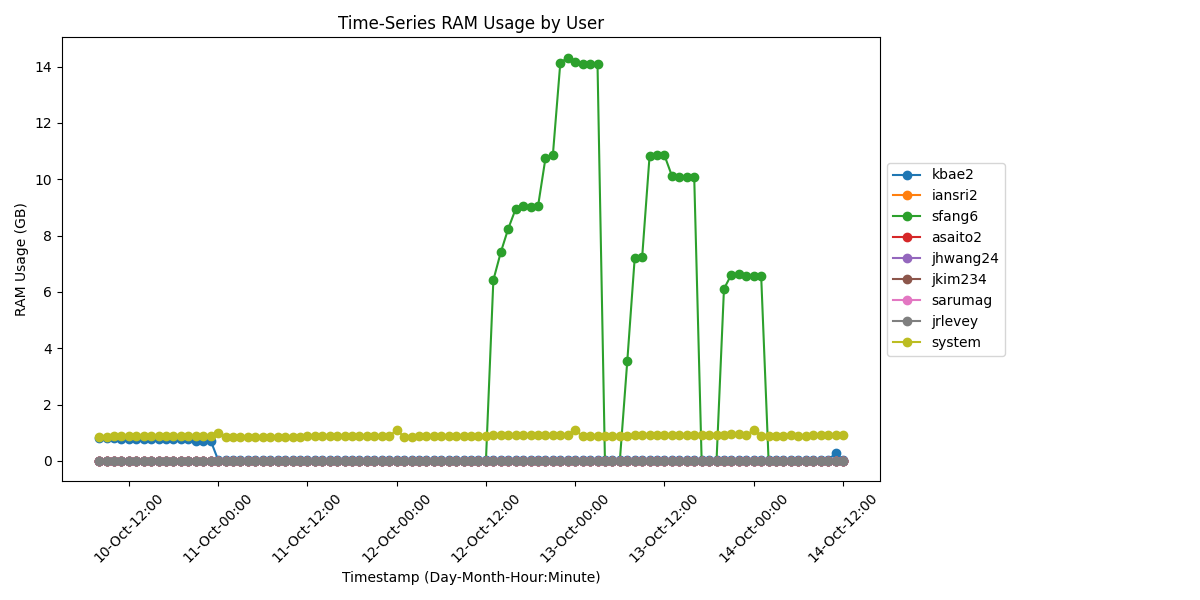 Time-Series RAM Usage by User
RAM Usage (GB)
14
12
10
8
6
4
2
0
10-Oct-12:00
11-Oct-00:00
11-Oct-12:00
12-Oct-00:00
12-Oct-12:00
13-Oct-00:00
13-Oct-12:00
14-Oct-00:00
14-Oct-12:00
Timestamp (Day-Month-Hour:Minute)
kbae2
iansri2
sfang6
asaito2
jhwang24
jkim234
sarumag
jrlevey
system